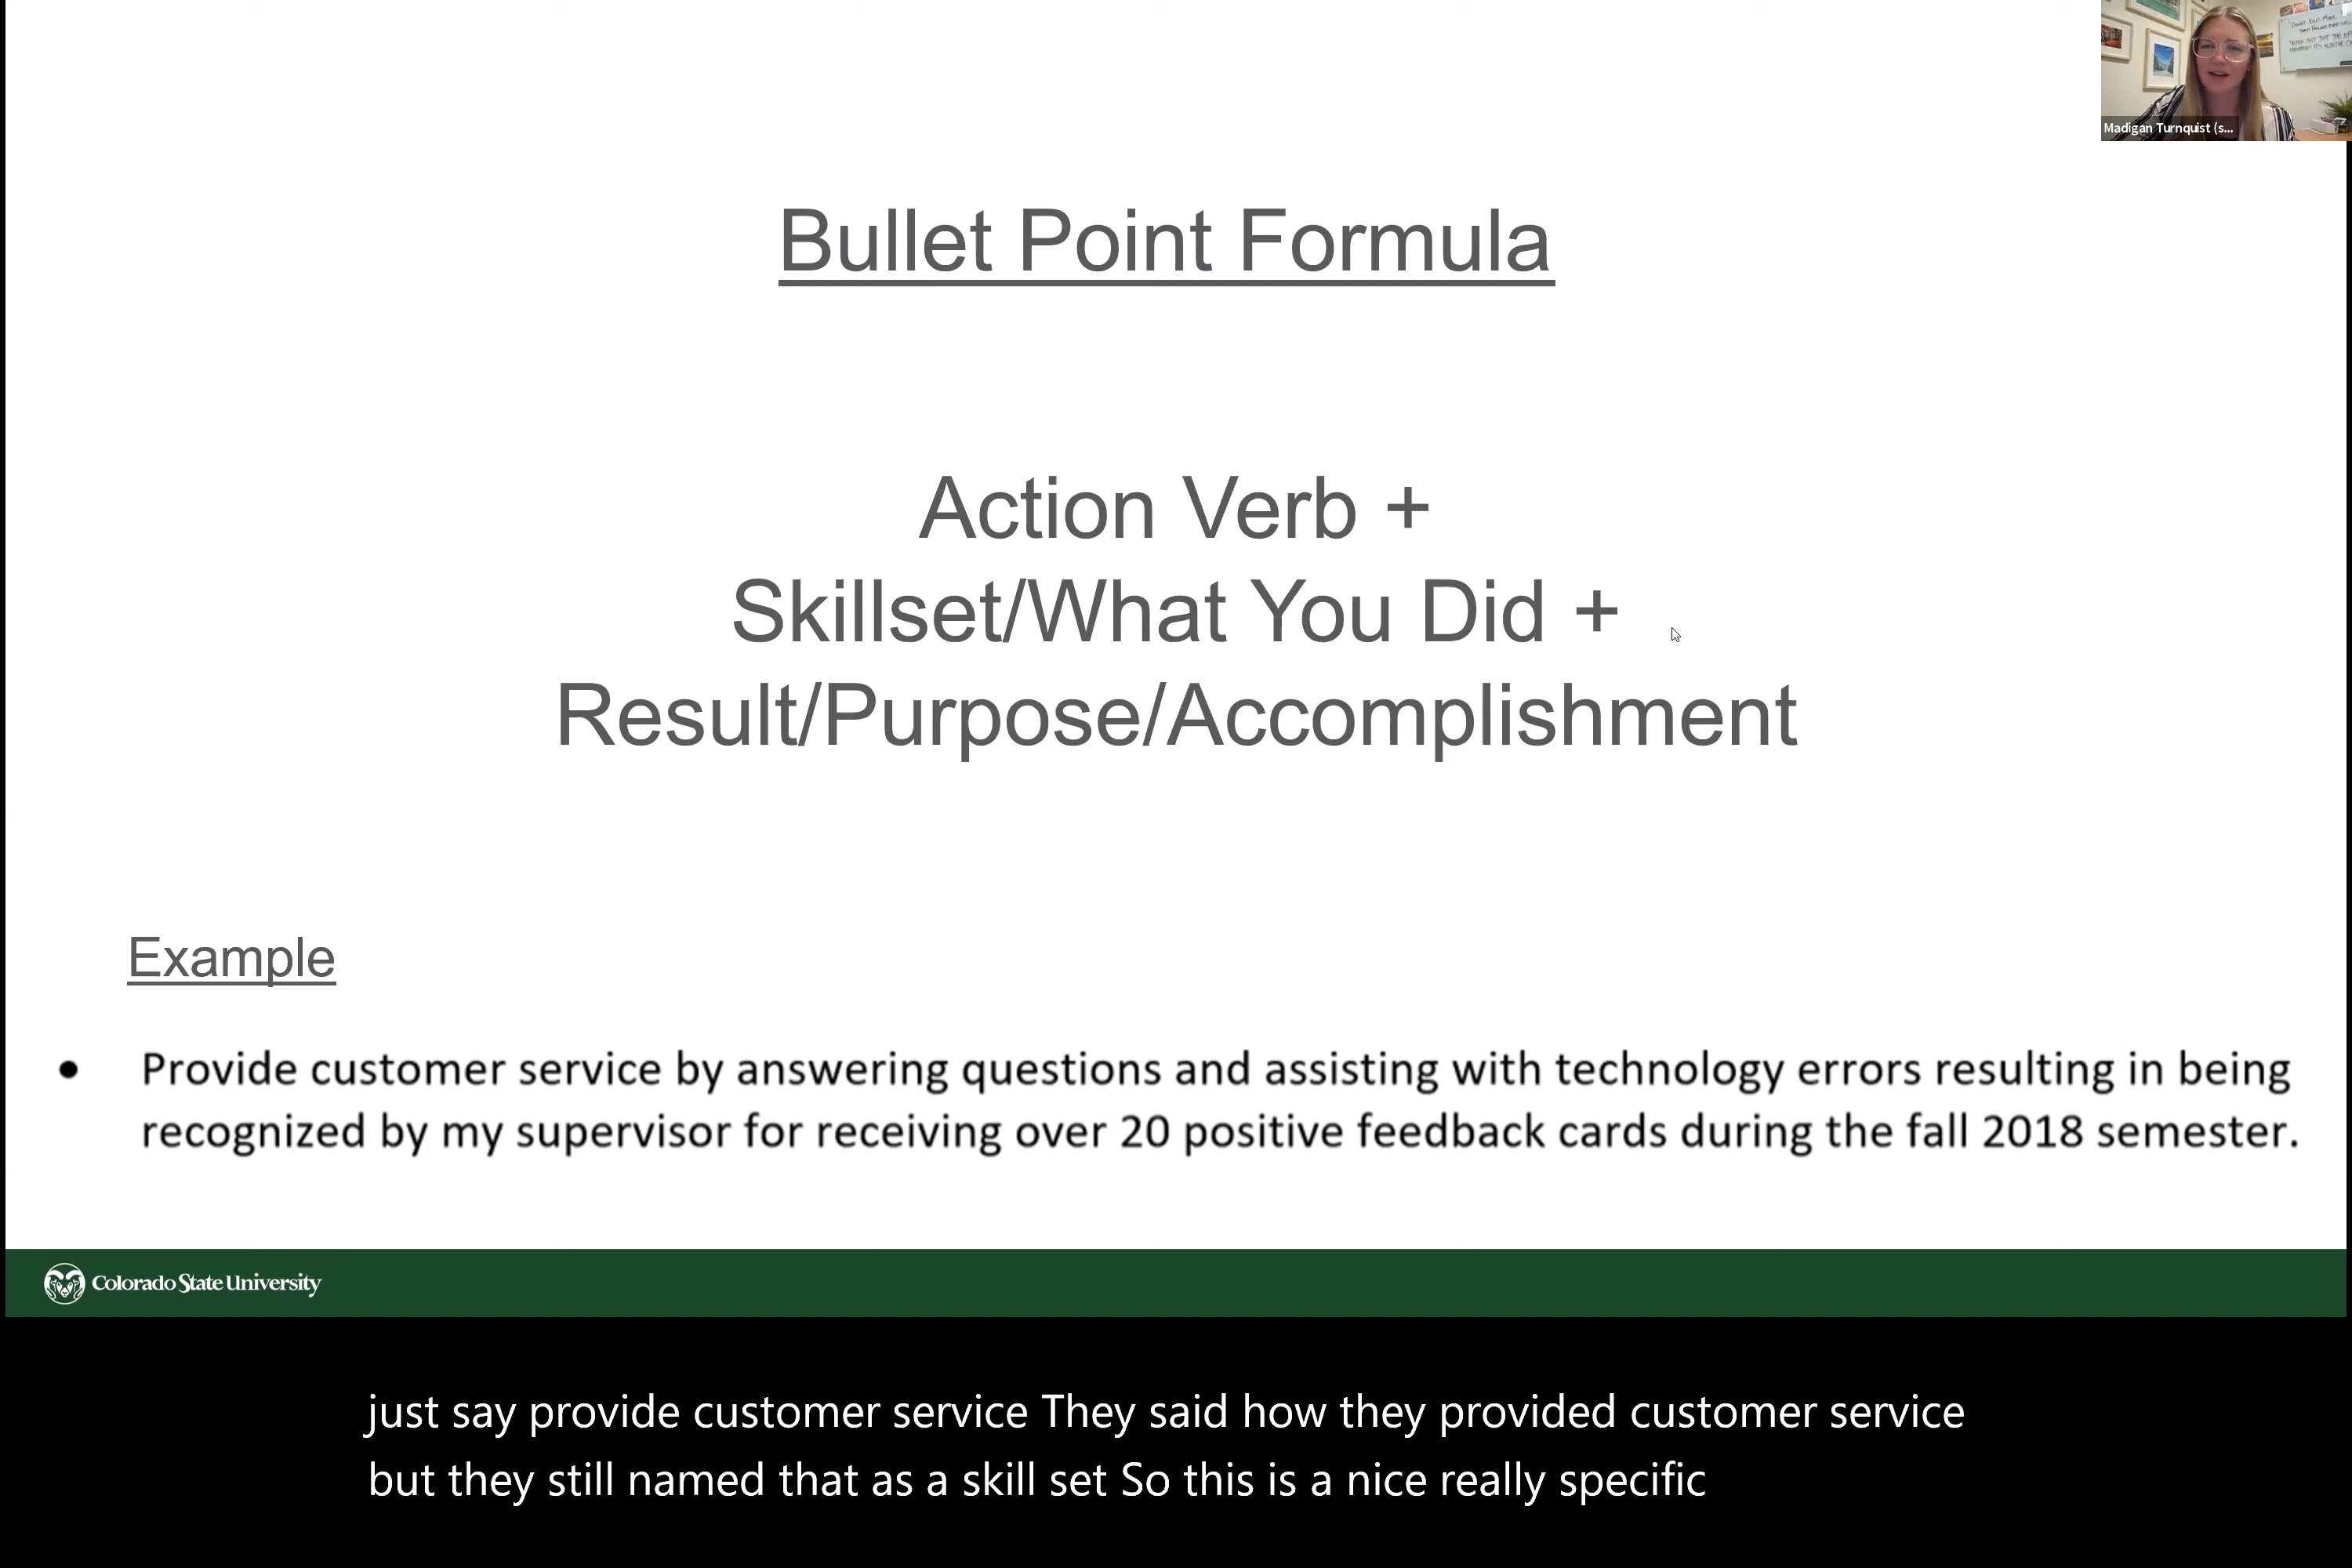 Madigan Turnquist (s...
Bullet Point Formula
Action Verb +
Skillset/What You Did +
Result/Purpose/Accomplishment
Example
• Provide customer service by answering questions and assisting with technology errors resulting in being
recognized by my supervisor for receiving over 20 positive feedback cards during the fall 2018 semester.
Colorado State University
just say provide customer service They said how they provided customer service
but they still named that as a skill set So this is a nice really specific